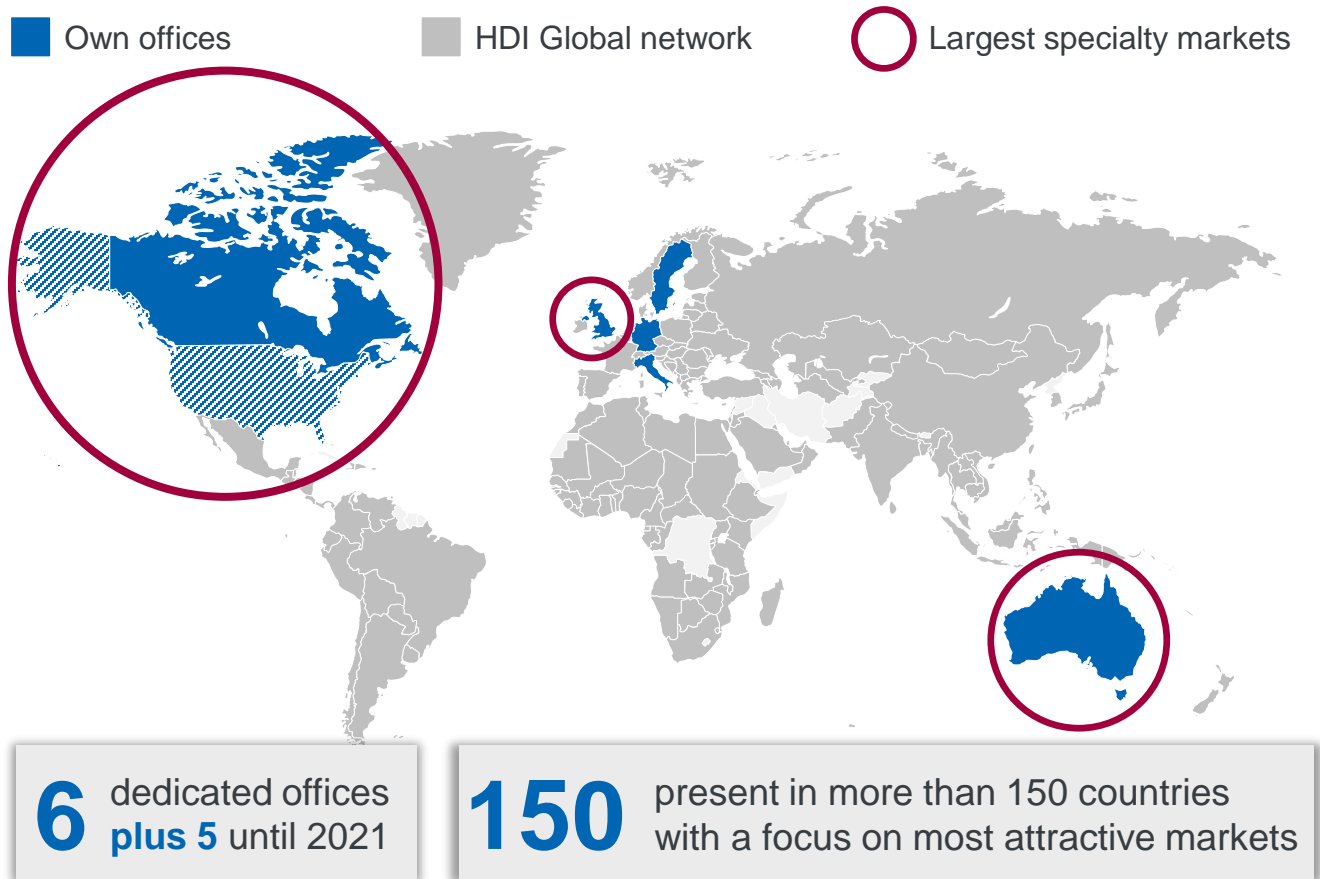 Own offices
HDI Global network
Largest specialty markets
6
dedicated offices
plus 5 until 2021
150
present in more than 150 countries
with a focus on most attractive markets